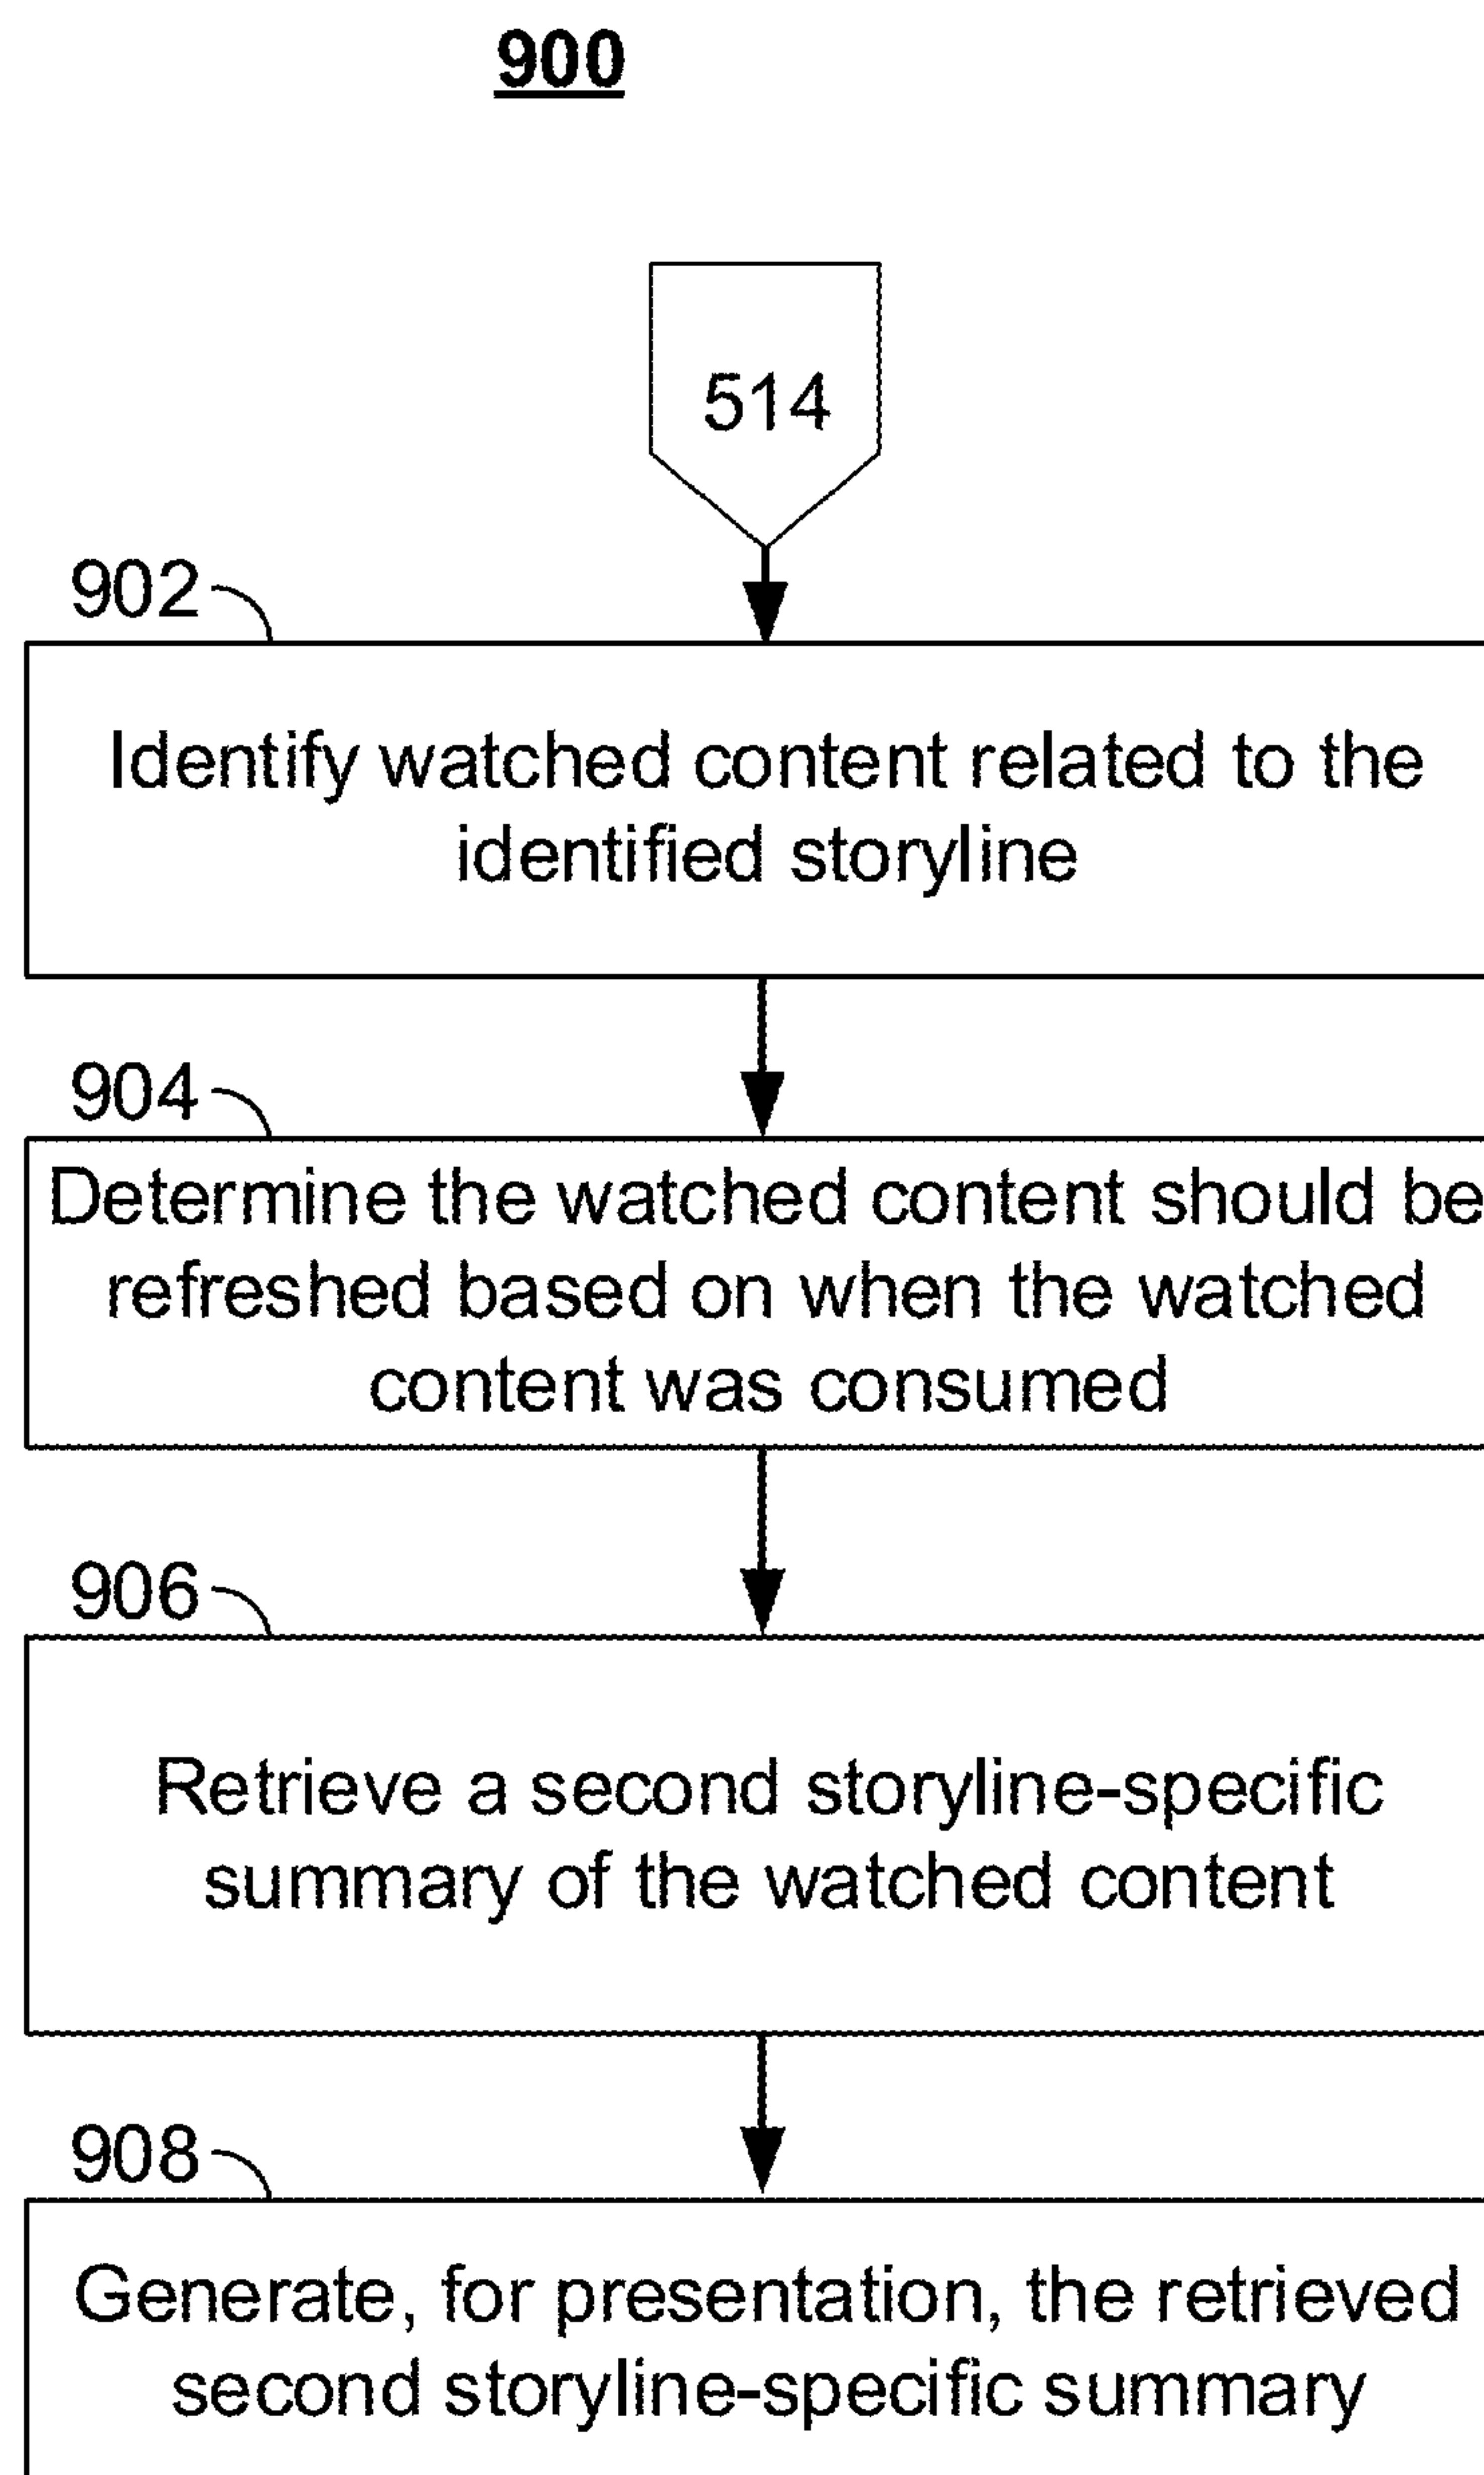 900
514
902
Identify watched content related to the
identified storyline
904
Determine the watched content should be
refreshed based on when the watched
content was consumed
906
Retrieve a second storyline-specific
summary of the watched content
908
Generate, for presentation, the retrieved
second storyline-specific summary